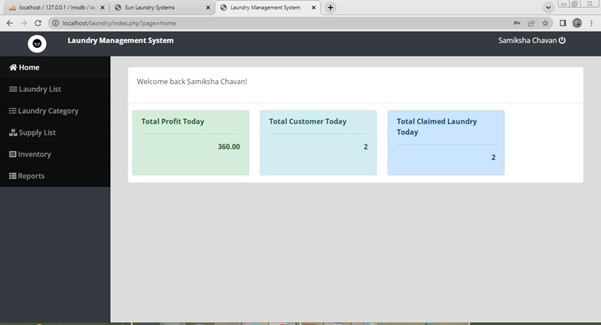 localhost / 127.0.0.1 / lmsdb / la
Sun Laundry Systems
Laundry Management System
localhost/laundry/index.php?page=home
Laundry Management System
Samiksha Chavan
Home
Laundry List
Laundry Category
Supply List
Inventory
Reports
Welcome back Samiksha Chavan!
Total Profit Today
360.00
Total Customer Today
2
Total Claimed Laundry
Today
2